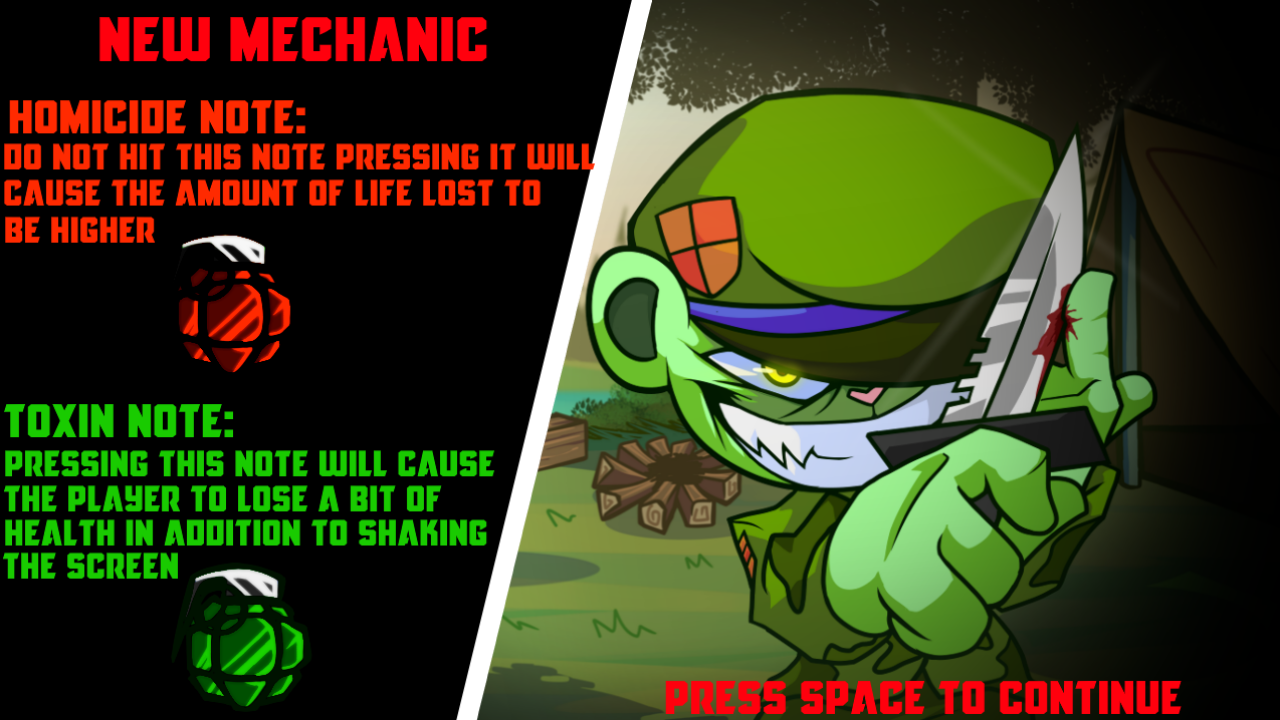 NEW MECHANIC
HOMICIDE NOTE:
DO NOT HIT THIS NOTE PRESSING IT WILL
CAUSE THE AMOUNT OF LIFE LOST TO
BE HIGHER
TOXIN NOTE:
PRESSING THIS NOTE WILL CAUSE
THE PLAYER TO LOSE A BIT OF
HEALTH IN ADDITION TO SHAKING
THE SCREEN
PRESS SPACE TO CONTINUE